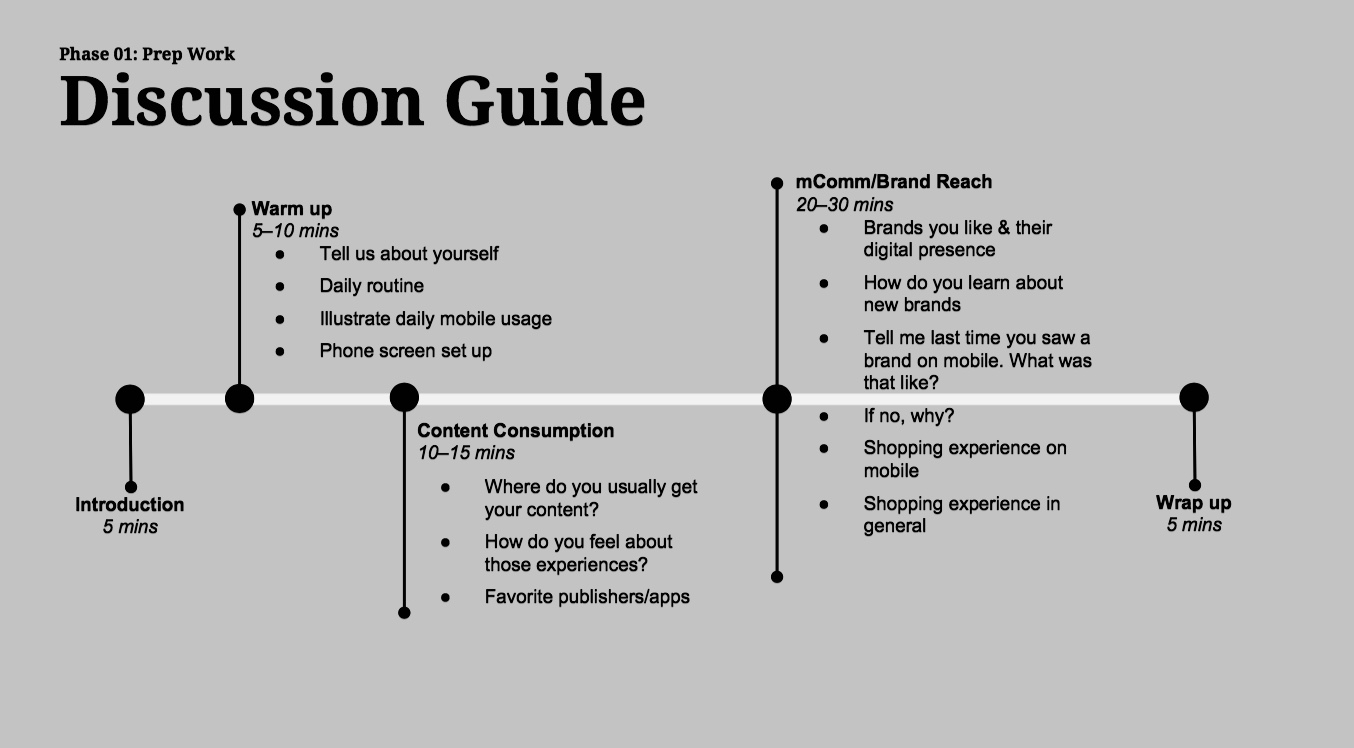 Phase 01: Prep Work
Discussion Guide
Warm up
5–10 mins
● Tell us about yourself
● Daily routine
● Illustrate daily mobile usage
● Phone screen set up
mComm/Brand Reach
20–30 mins
● Brands you like & their
digital presence
● How do you learn about
new brands
● Tell me last time you saw a
brand on mobile. What was
that like?
● If no, why?
● Shopping experience on
mobile
● Shopping experience in
general
Content Consumption
10–15 mins
● Where do you usually get
your content?
● How do you feel about
those experiences?
● Favorite publishers/apps
Introduction
5 mins
Wrap up
5 mins